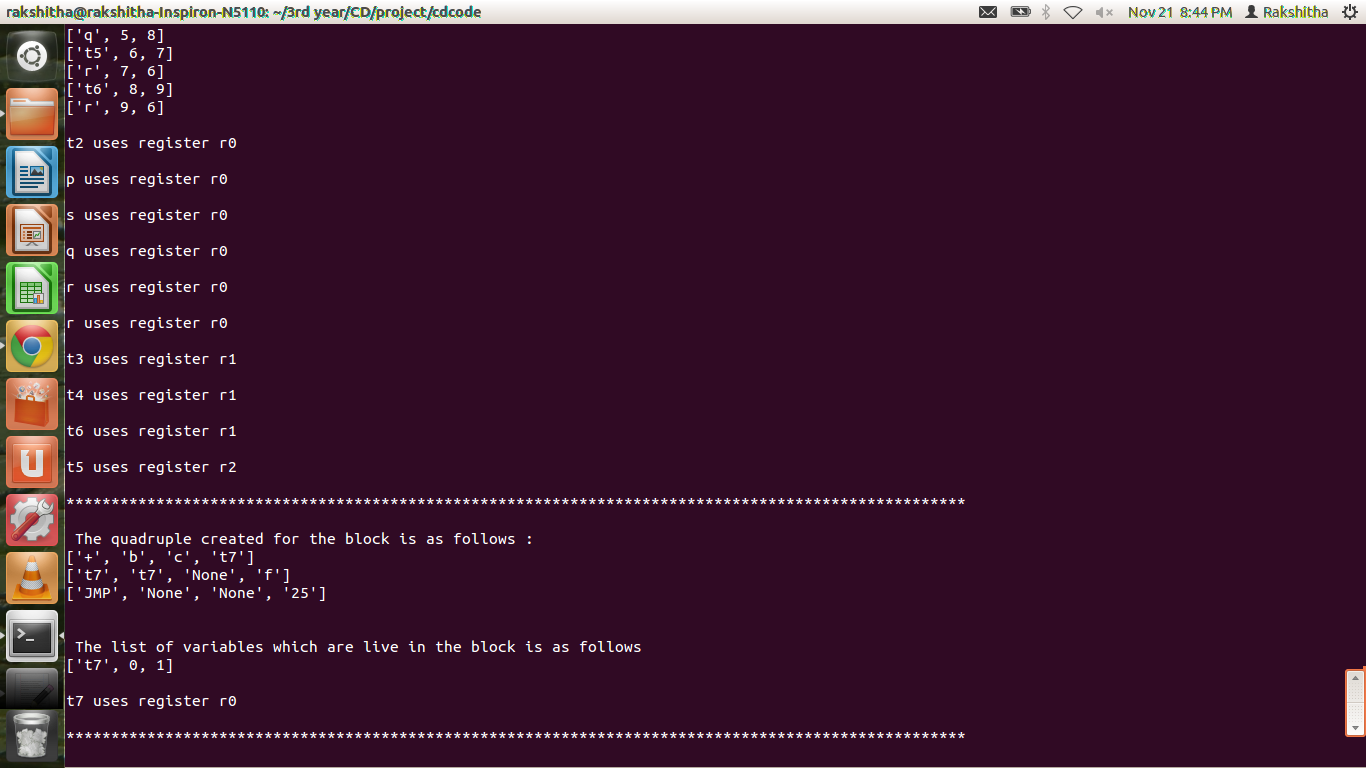 rakshitha@rakshitha-Inspiron-N5110: ~/3rd year/CD/project/cdcode
Nov 21 8:44 PM Rakshitha
['q', 5, 8]
['t5', 6, 7]
['r', 7, 6]
['t6', 8, 9]
['r', 9, 6]
t2 uses register r0
p uses register r0
s uses register r0
q uses register r0
r uses register r0
r uses register r0
t3 uses register r1
t4 uses register r1
t6 uses register r1
t5 uses register r2
****************************************************************************************************
The quadruple created for the block is as follows :
['+', 'b', 'c', 't7']
['t7', 't7', 'None', 'f']
['JMP', 'None', 'None', '25']
The list of variables which are live in the block is as follows
['t7', 0, 1]
t7 uses register r0
****************************************************************************************************